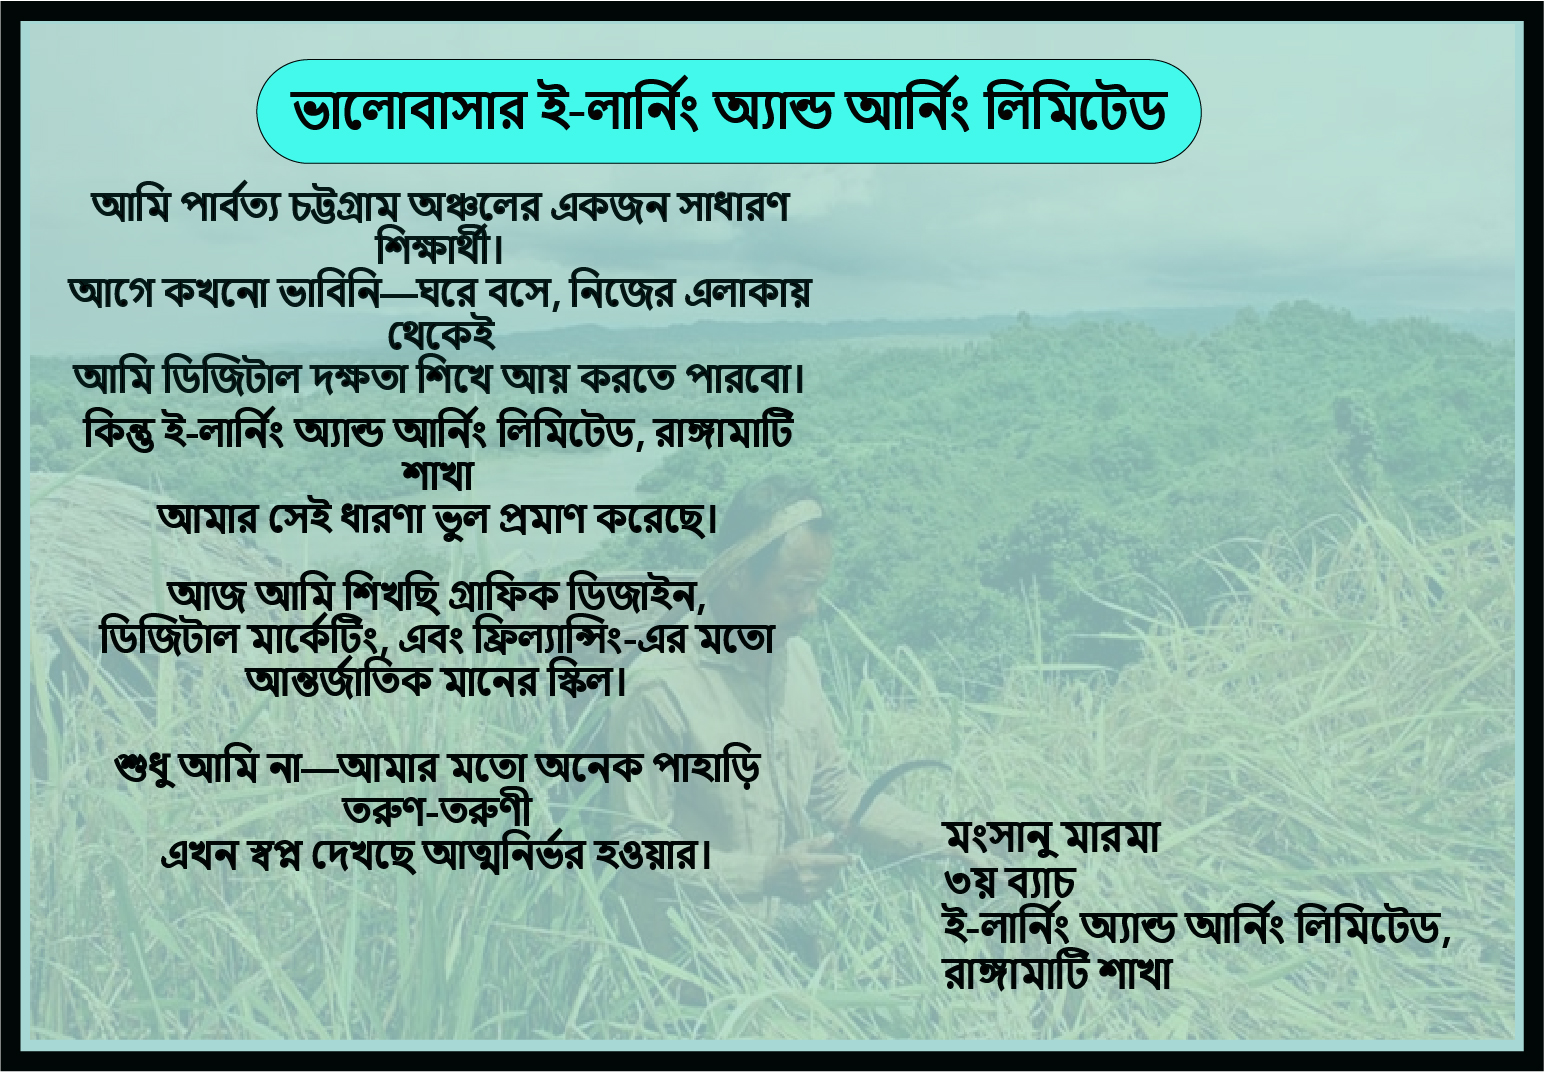 ভালোবাসার ই-লার্নিং অ্যান্ড আর্নিং লিমিটেড
আমি পার্বত্য চট্টগ্রাম অঞ্চলের একজন সাধারণ
শিক্ষার্থী।
আগে কখনো ভাবিনি—ঘরে বসে, নিজের এলাকায়
থেকেই
আমি ডিজিটাল দক্ষতা শিখে আয় করতে পারবো।
কিন্তু ই-লার্নিং অ্যান্ড আর্নিং লিমিটেড, রাঙ্গামাটি
শাখা
আমার সেই ধারণা ভুল প্রমাণ করেছে।
আজ আমি শিখছি গ্রাফিক ডিজাইন,
ডিজিটাল মার্কেটিং, এবং ফ্রিল্যান্সিং-এর মতো
আন্তর্জাতিক মানের স্কিল।
শুধু আমি না—আমার মতো অনেক পাহাড়ি
তরুণ-তরুণী
এখন স্বপ্ন দেখছে আত্মনির্ভর হওয়ার।
মংসানু মারমা
৩য় ব্যাচ
ই-লার্নিং অ্যান্ড আর্নিং লিমিটেড,
রাঙ্গামাটি শাখা